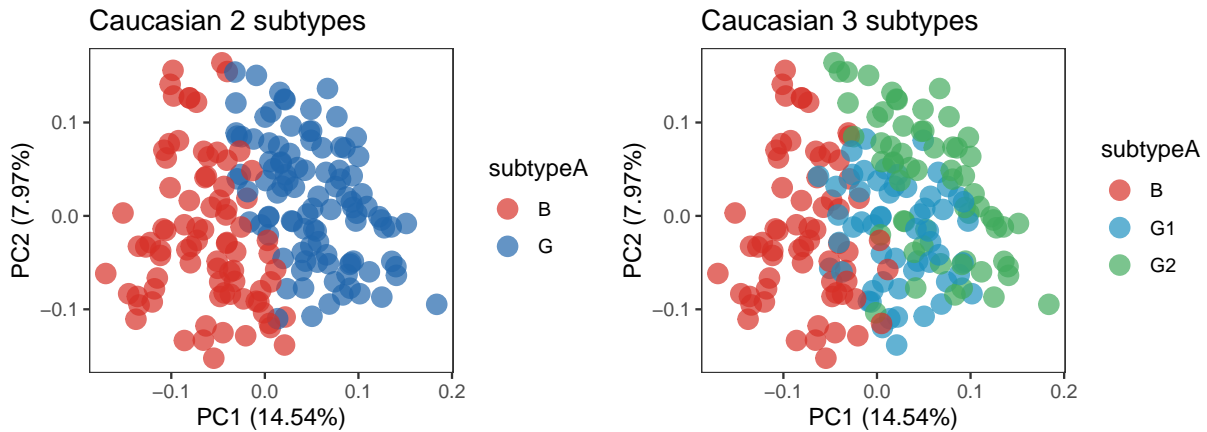 Caucasian 2 subtypes
PC2 (7.97%)
0.1
0.0
−0.1
−0.1
0.0
0.1
0.2
PC1 (14.54%)
subtypeA
B
G
Caucasian 3 subtypes
PC2 (7.97%)
0.1
0.0
−0.1
−0.1
0.0
0.1
0.2
PC1 (14.54%)
subtypeA
B
G1
G2